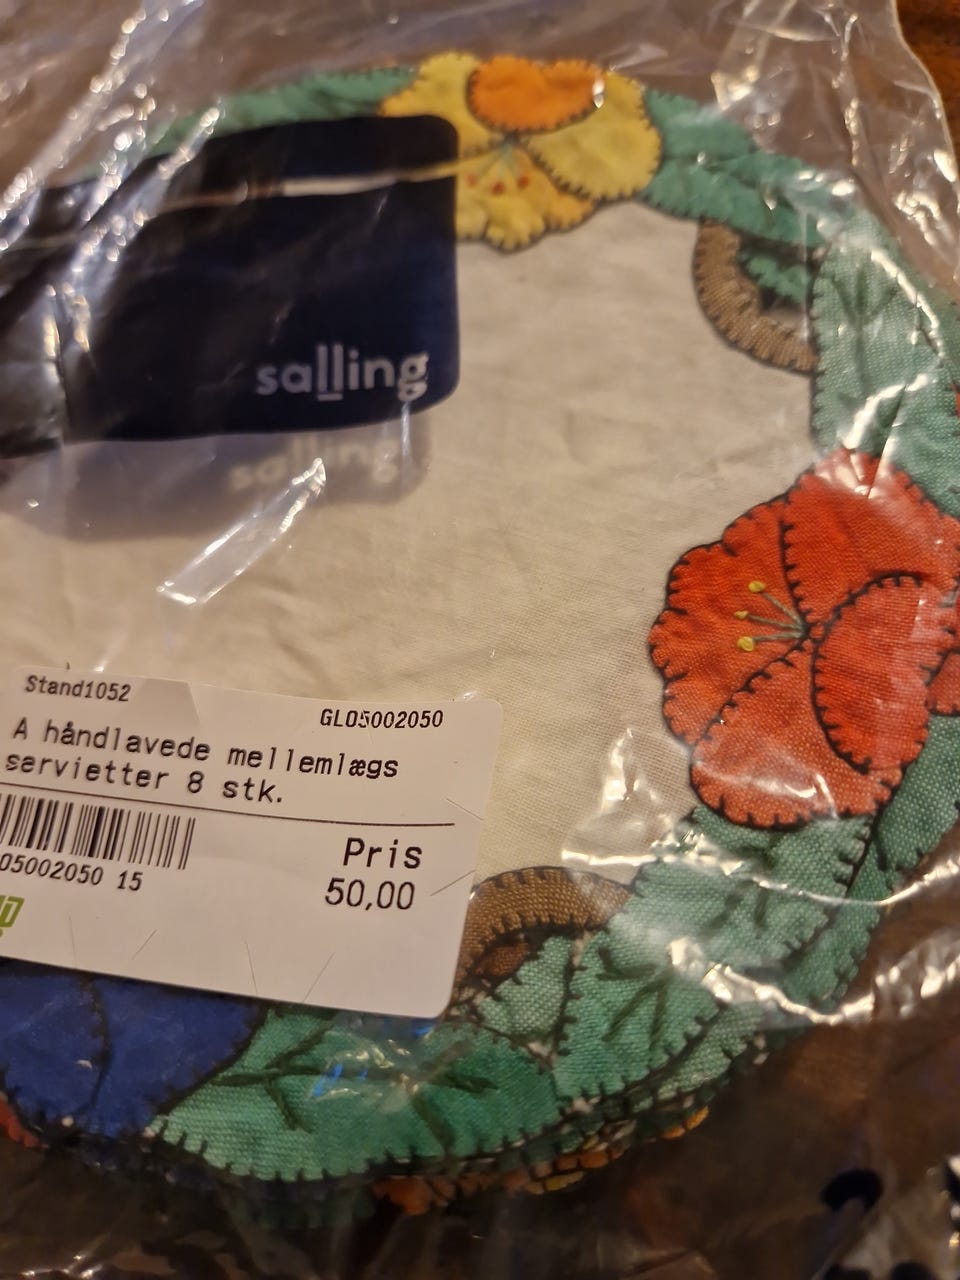 salling
salling
Stand1052
GL05002050
A håndlavede mellemlægs
servietter 8 stk.
05002050 15
Pris
50,00